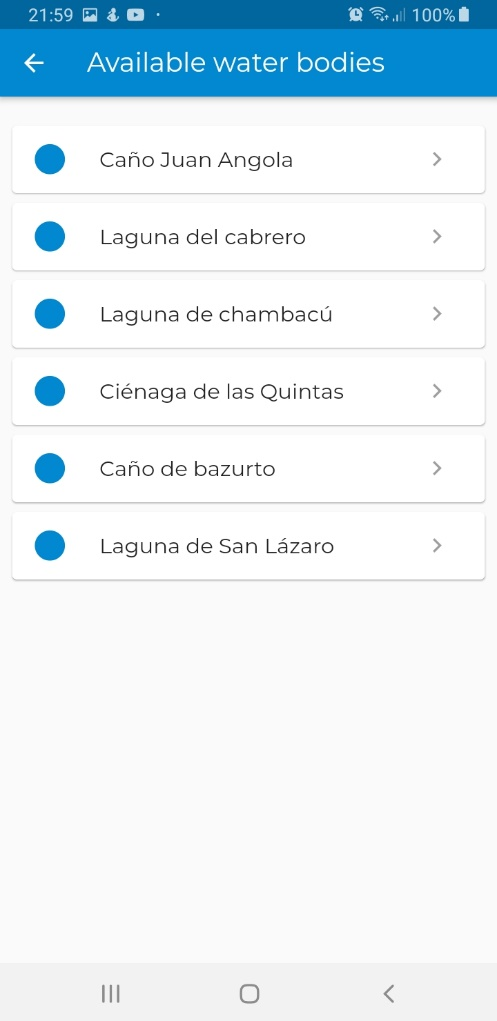 21:59 100%
Available water bodies
Caño Juan Angola
Laguna del cabrero
Laguna de chambacú
Ciénaga de las Quintas
Caño de bazurto
Laguna de San Lázaro